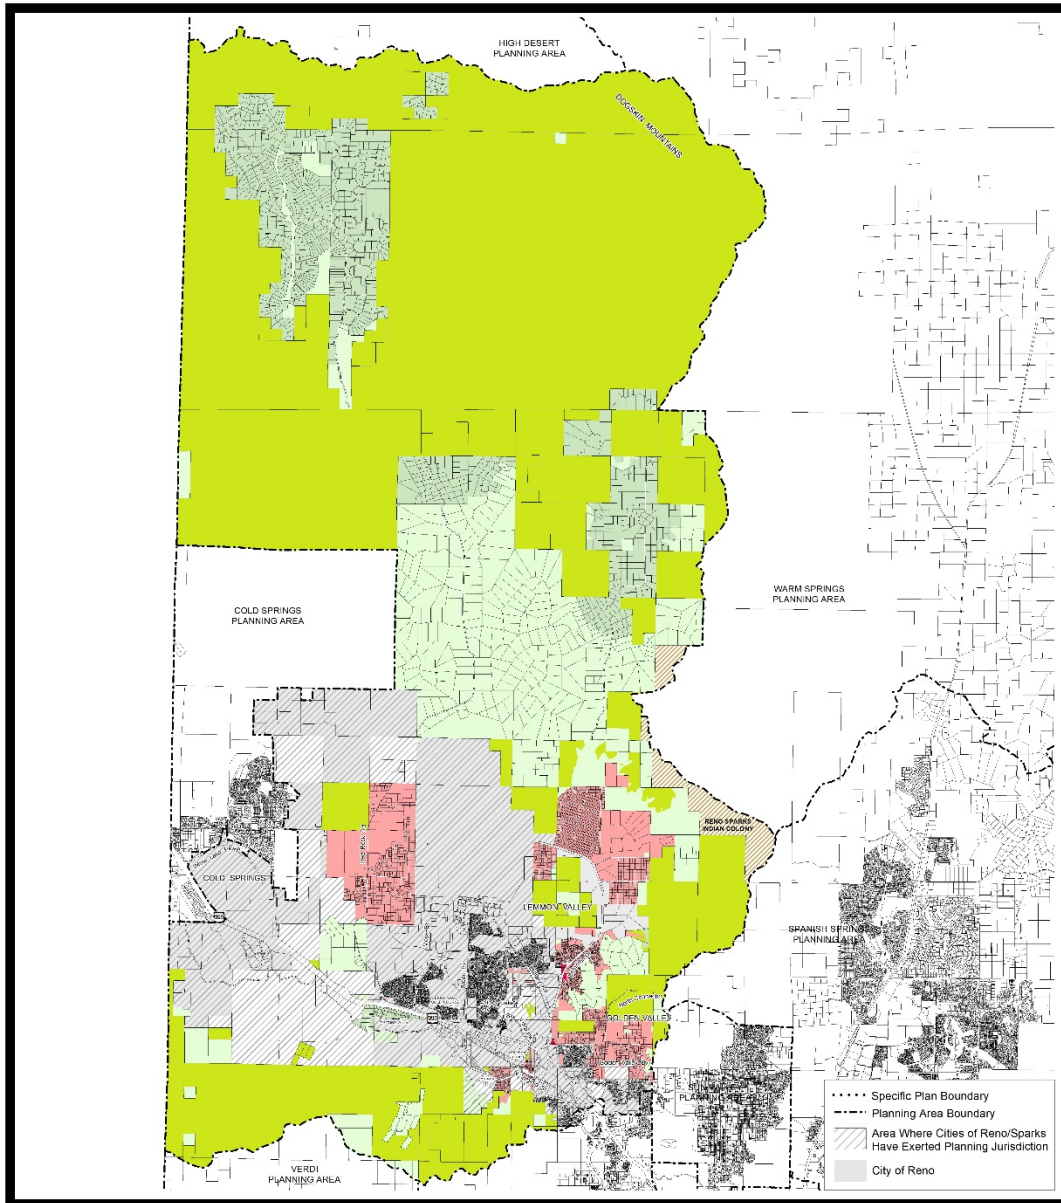 HIGH DESERT
PLANNING AREA
DOGSKIN MOUNTAINS
COLD SPRINGS
PLANNING AREA
WARM SPRINGS
PLANNING AREA
RENO SPARKS
INDIAN COLONY
COLD SPRINGS
LEMMON VALLEY
SPANISH SPRINGS
PLANNING AREA
GOLDEN VALLEY
PLANNING AREA
VERDI
PLANNING AREA
Specific Plan Boundary
Planning Area Boundary
Area Where Cities of Reno/Sparks
Have Exerted Planning Jurisdiction
City of Reno